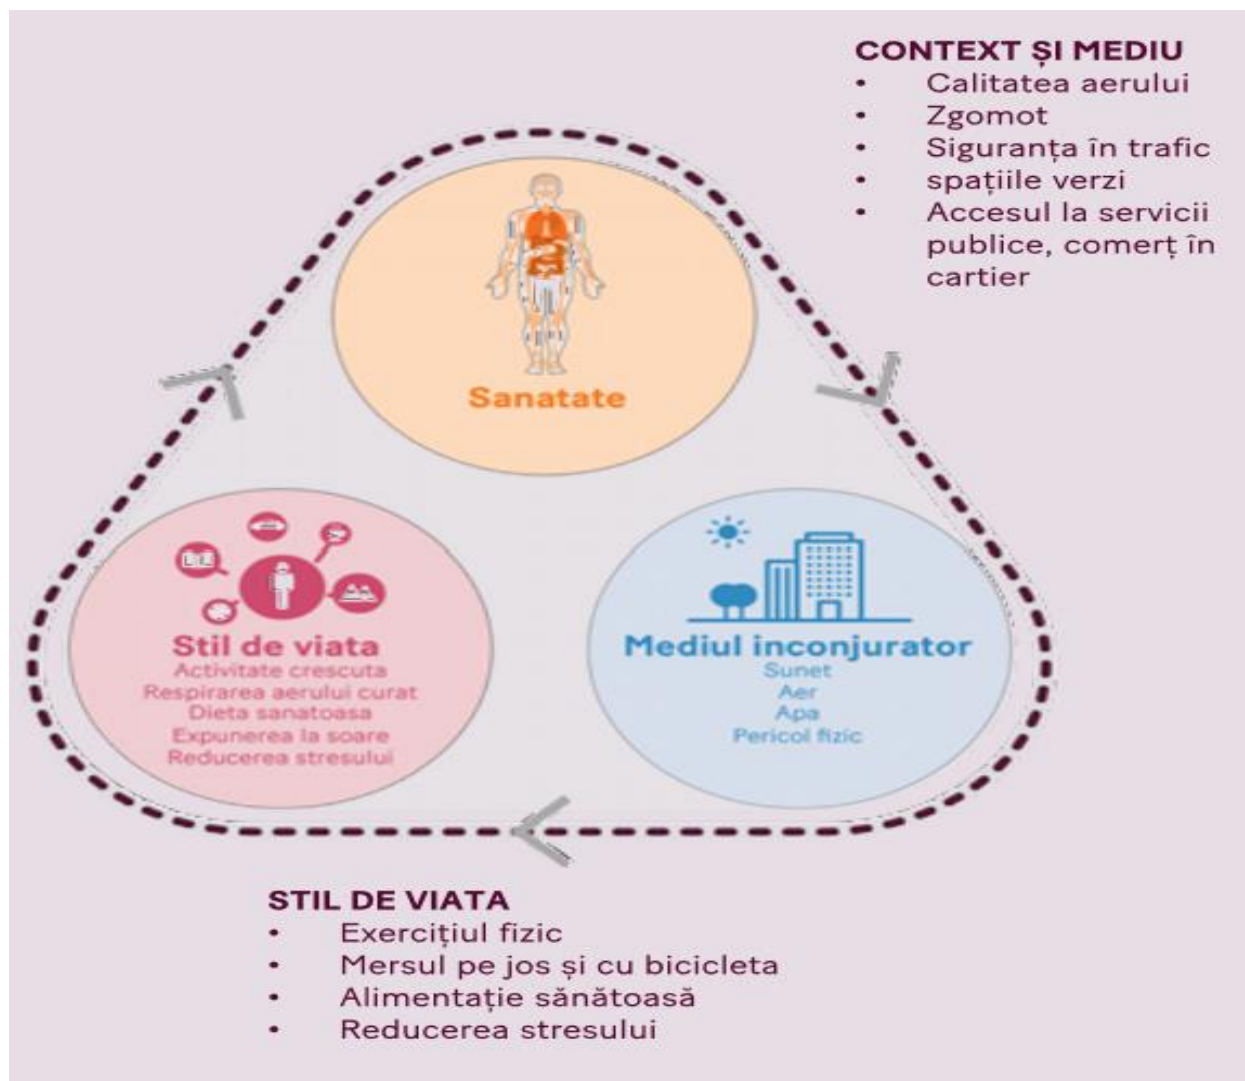 CONTEXT ȘI MEDIU
• Calitatea aerului
• Zgomot
• Siguranța în trafic
• spațiile verzi
• Accesul la servicii
publice, comerț în
cartier
Sanatate
Stil de viata
Activitate crescuta
Respirarea aerului curat
Dieta sanatoasa
Expunerea la soare
Reducerea stresului
Mediul inconjurator
Sunet
Aer
Apa
Pericol fizic
STIL DE VIATA
• Exercițiul fizic
• Mersul pe jos și cu bicicleta
• Alimentație sănătoasă
• Reducerea stresului